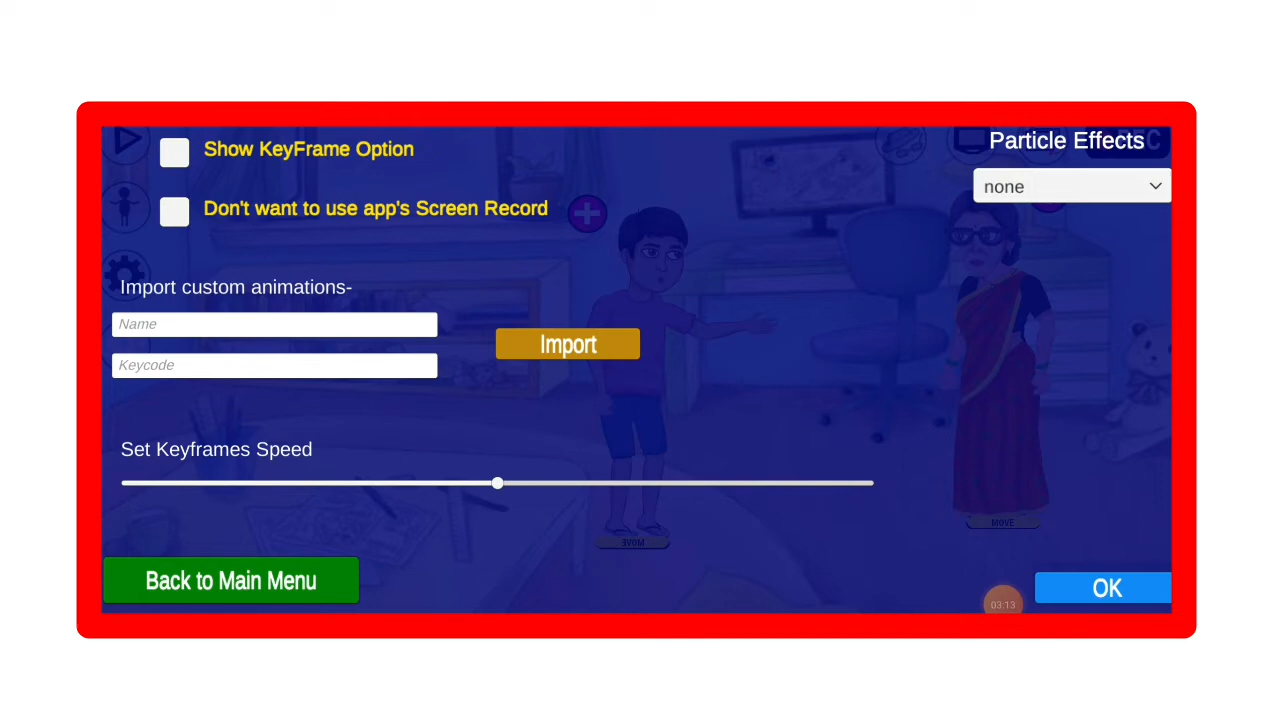 Show KeyFrame Option
Particle Effects
none
Don't want to use app's Screen Record
Import custom animations-
Name
Import
Keycode
Set Keyframes Speed
MOVE
MOVE
Back to Main Menu
OK
03:13